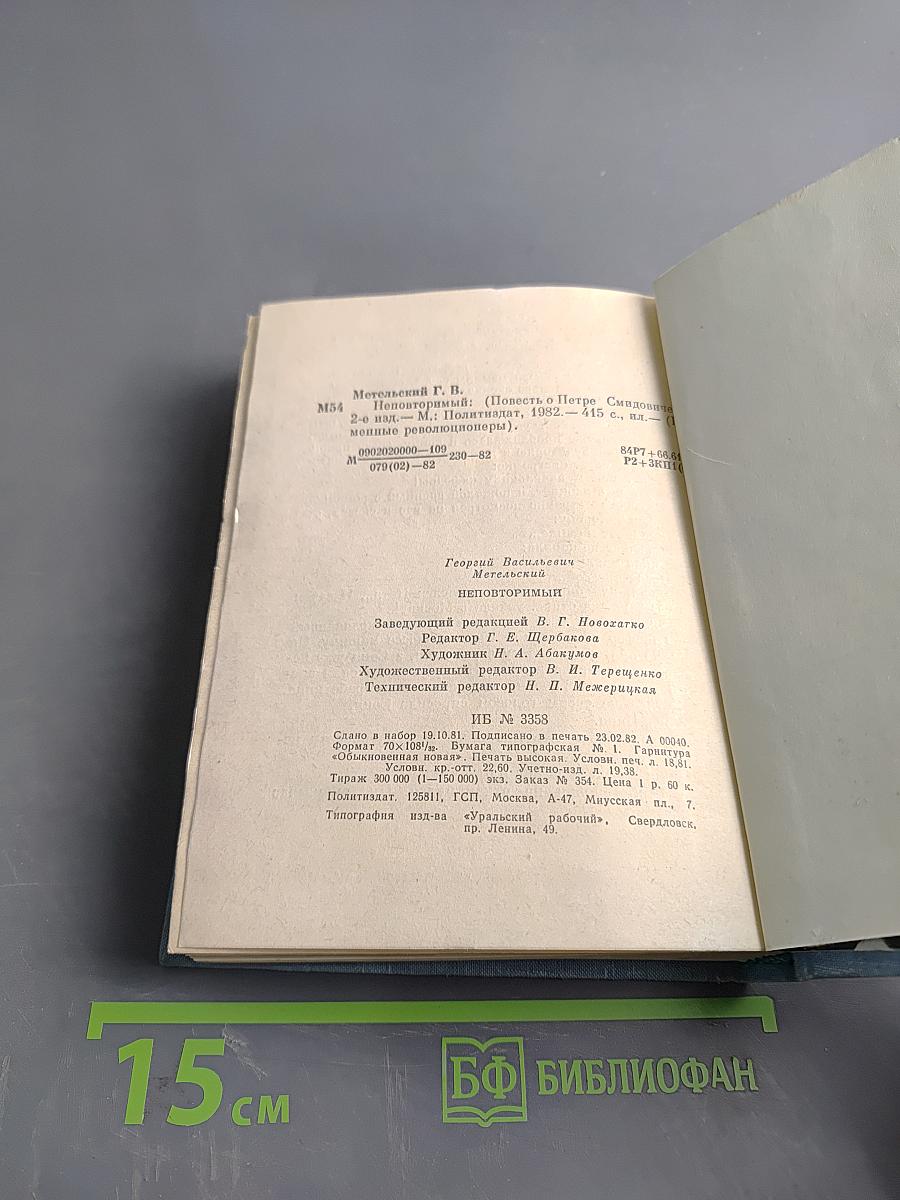 Метельский Г. В.
М54 Неповторимый: (Повесть о Петре Смидовиче
2-е изд.— М.: Политиздат, 1982.— 415 с., ил.— (
менные революционеры).
М 0902020000—109 230—82 84Р7+66.61
079(02)—82 Р2+3КП1(
Георгий Васильевич
Метельский
НЕПОВТОРИМЫЙ
Заведующий редакцией В. Г. Новохатко
Редактор Г. Е. Щербакова
Художник Н. А. Абакумов
Художественный редактор В. И. Терещенко
Технический редактор Н. П. Межерицкая
ИБ № 3358
Сдано в набор 19.10.81. Подписано в печать 23.02.82. А 00040.
Формат 70×108¹/₃₂. Бумага типографская № 1. Гарнитура
«Обыкновенная новая». Печать высокая. Условн. печ. л. 18,81.
Условн. кр.-отт. 22,60. Учетно-изд. л. 19,38.
Тираж 300 000 (1—150 000) экз. Заказ № 354. Цена 1 р. 60 к.
Политиздат. 125811, ГСП, Москва, А-47, Миусская пл., 7.
Типография изд-ва «Уральский рабочий», Свердловск,
пр. Ленина, 49.
15 см
БФ БИБЛИОФАН